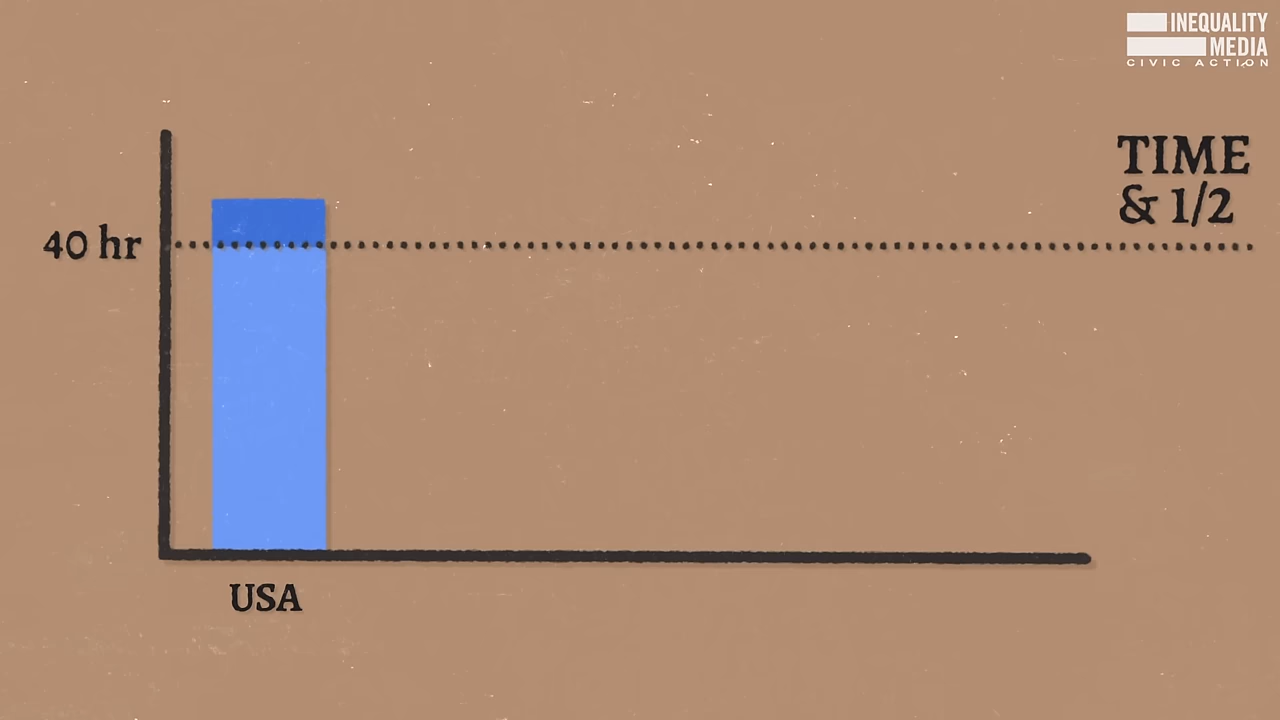 INEQUALITY
MEDIA
CIVIC ACTION
TIME
& 1/2
40 hr
USA